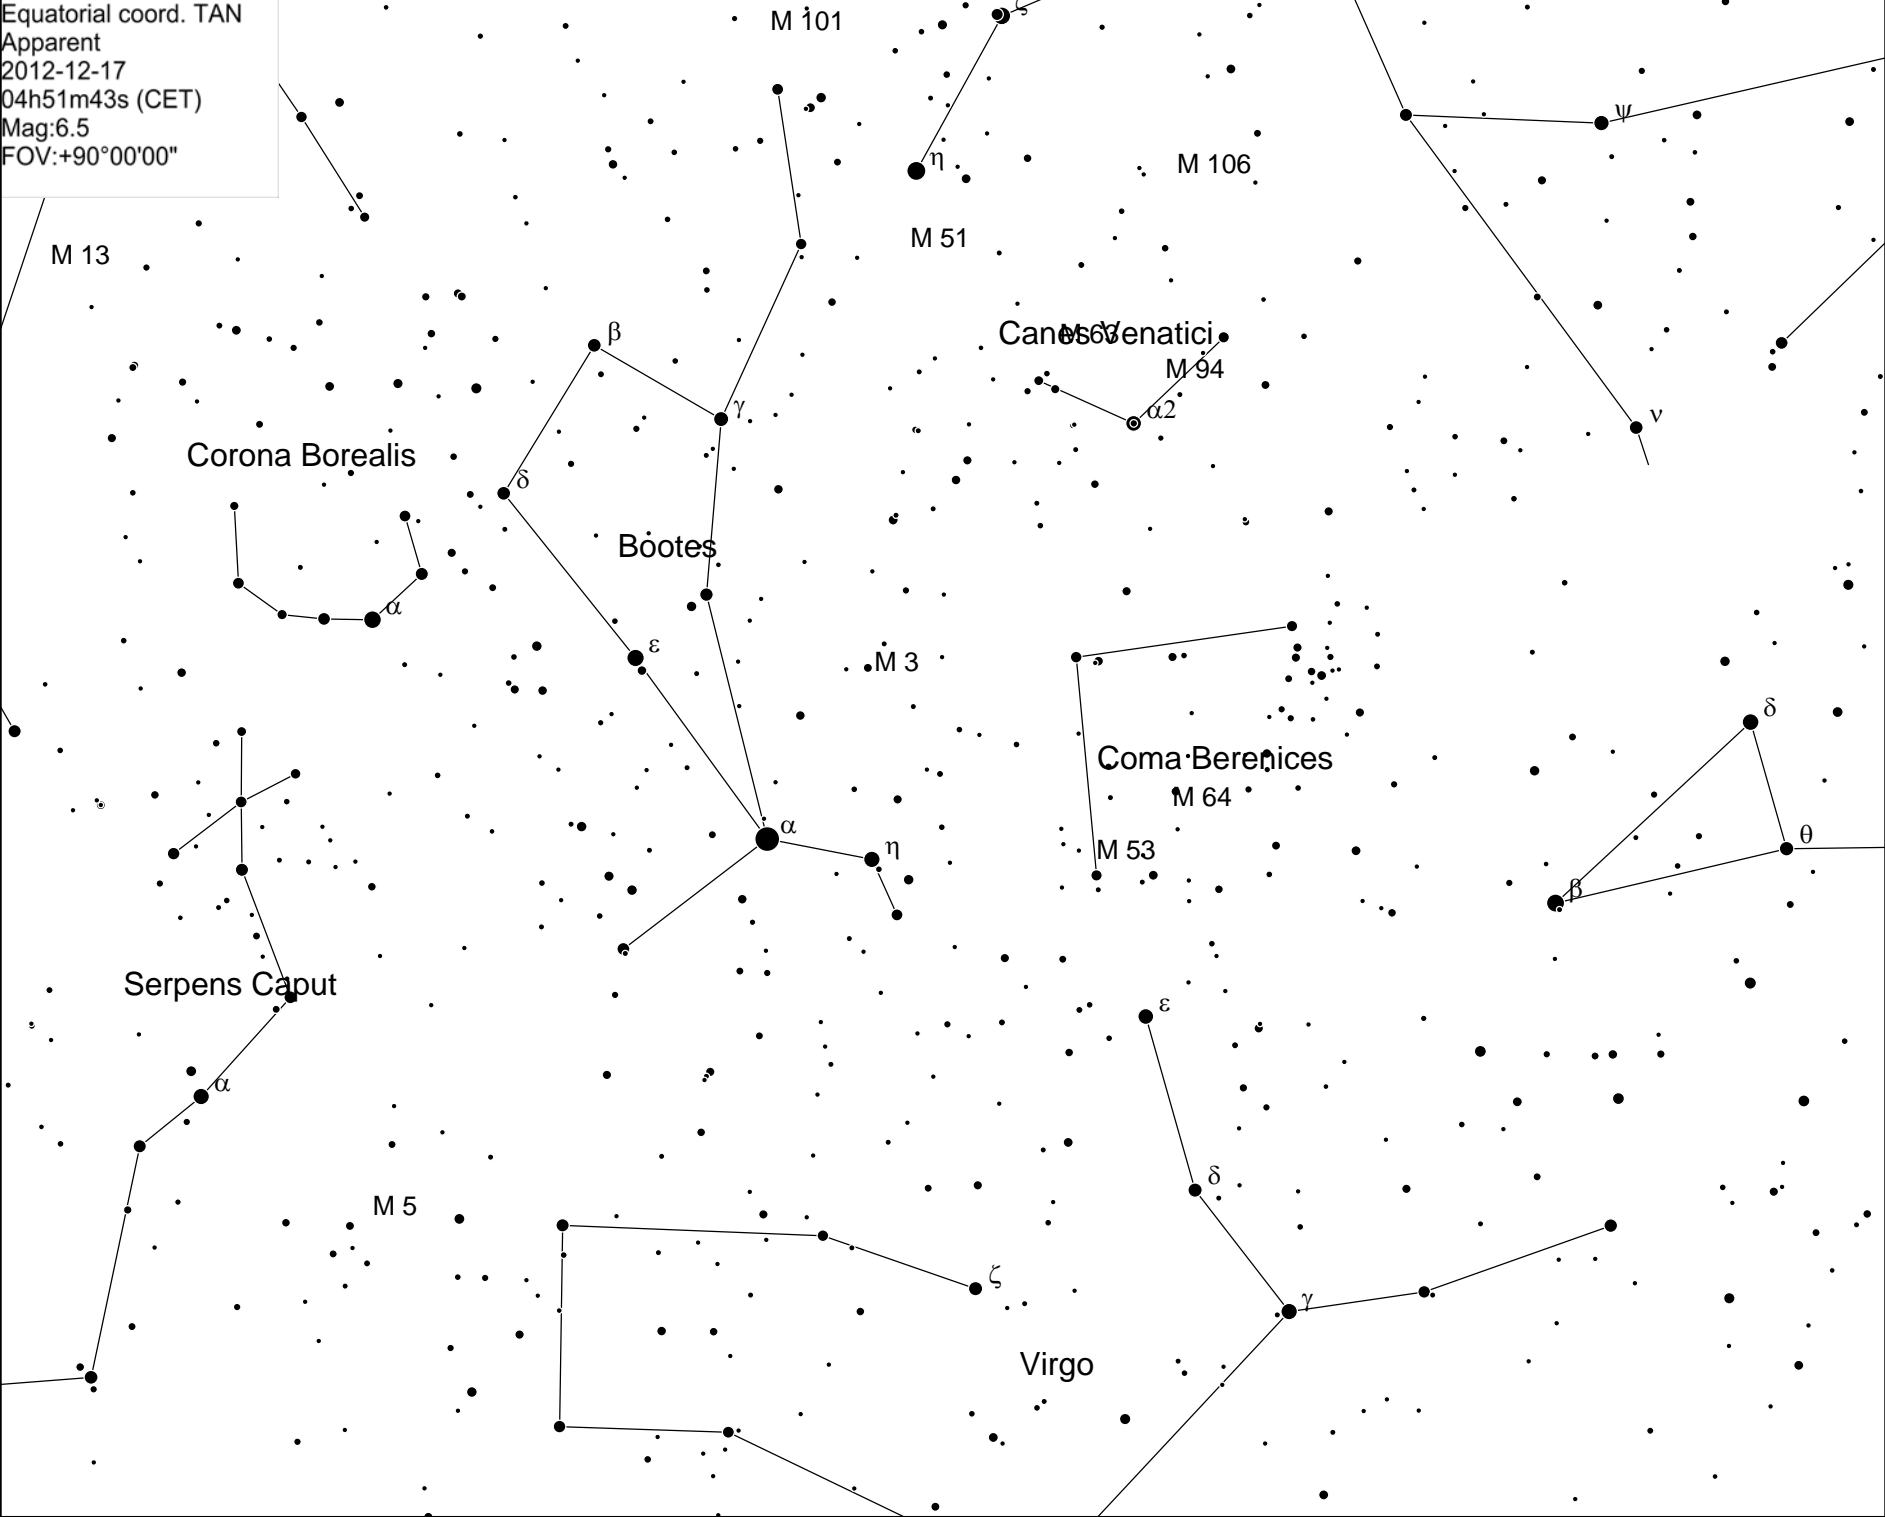 Equatorial coord. TAN
Apparent
2012-12-17
04h51m43s (CET)
Mag:6.5
FOV:+90°00'00"
M 101
ζ
ψ
η
M 106
M 51
M 13
β
Canes Venatici
M 63
M 94
γ
α2
ν
Corona Borealis
δ
Bootes
α
ε
M 3
δ
Coma Berenices
M 64
α
η
M 53
θ
β
Serpens Caput
ε
α
δ
M 5
ζ
γ
Virgo